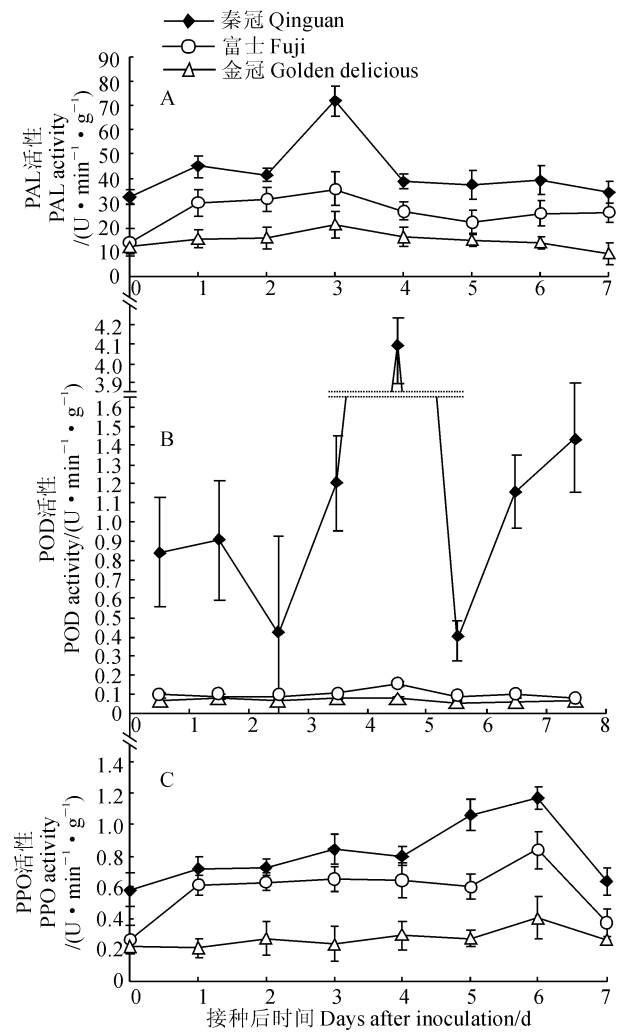 秦冠 Qinguan
富士 Fuji
金冠 Golden delicious
A
PAL活性
PAL activity
/(U·min⁻¹·g⁻¹)
90
80
70
60
50
40
30
20
10
0
0 1 2 3 4 5 6 7
B
POD活性
POD activity/(U·min⁻¹·g⁻¹)
4.2
4.1
4.0
3.9
1.6
1.5
1.4
1.3
1.2
1.1
1.0
0.9
0.8
0.7
0.6
0.5
0.4
0.3
0.2
0.1
0
0 1 2 3 4 5 6 7 8
C
PPO活性
PPO activity
/(U·min⁻¹·g⁻¹)
1.4
1.2
1.0
0.8
0.6
0.4
0.2
0
0 1 2 3 4 5 6 7
接种后时间 Days after inoculation/d